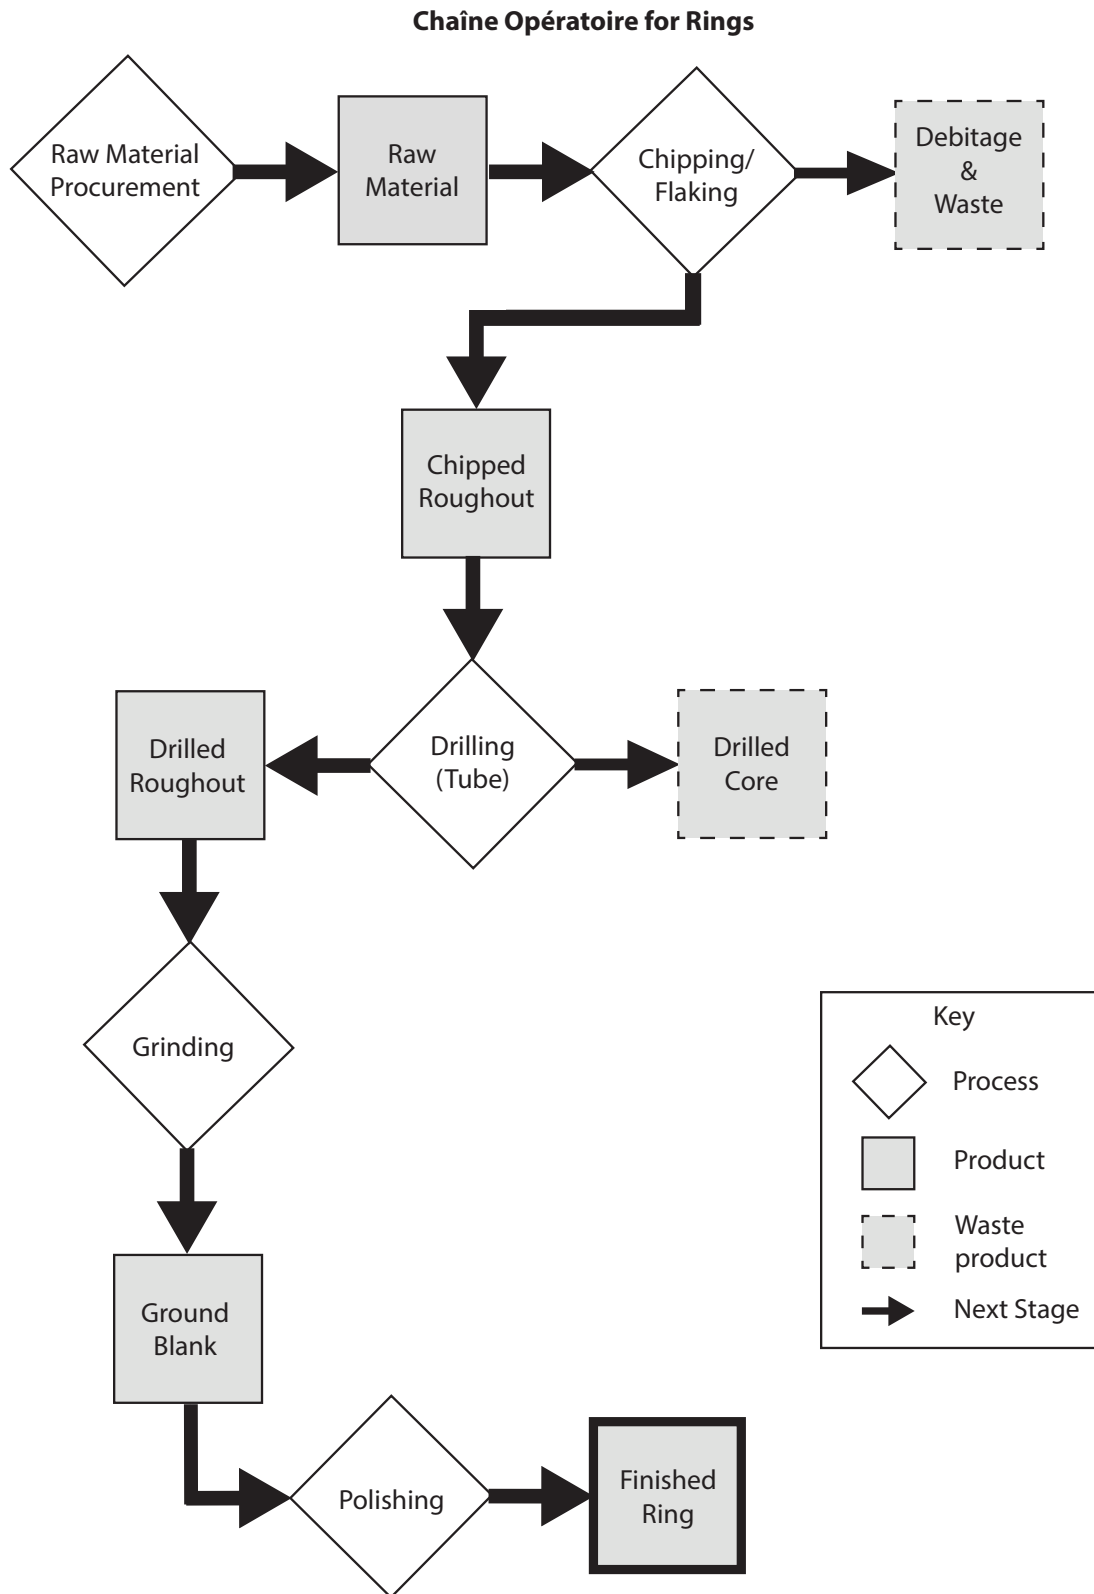 Chaîne Opératoire for Rings
Raw Material
Procurement
Raw
Material
Chipping/
Flaking
Debitage
&
Waste
Chipped
Roughout
Drilled
Roughout
Drilling
(Tube)
Drilled
Core
Grinding
Key
Process
Product
Waste
product
Next Stage
Ground
Blank
Polishing
Finished
Ring